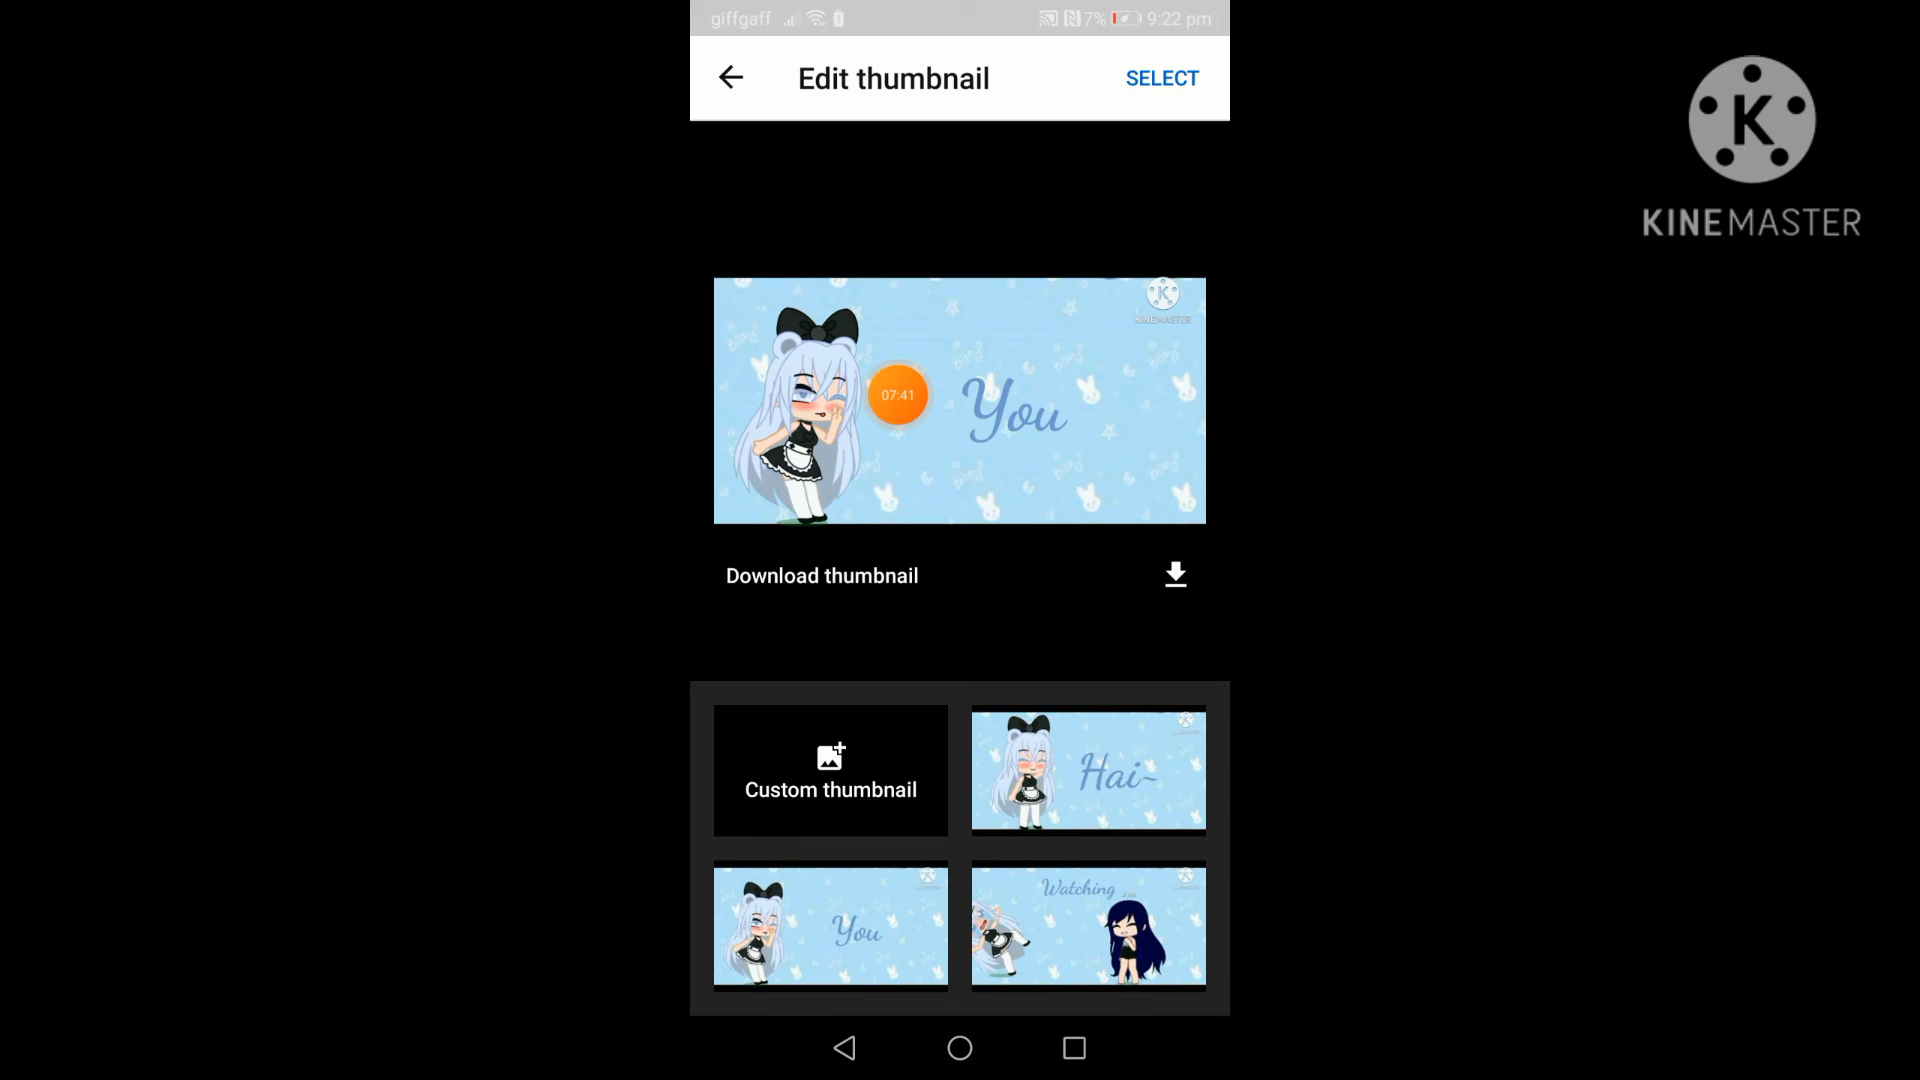 giffgaff 7% 9:22 pm
Edit thumbnail SELECT
K
KINEMASTER
K
KINEMASTER
07:41
You
Download thumbnail
Custom thumbnail
Hai~
You
Watching